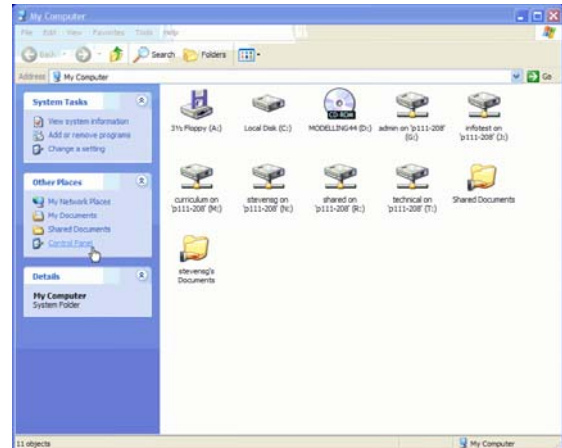 My Computer
File Edit View Favorites Tools Help
Back Search Folders
Address My Computer Go
System Tasks
View system information
Add or remove programs
Change a setting
Other Places
My Network Places
My Documents
Shared Documents
Control Panel
Details
My Computer
System Folder
3½ Floppy (A:) Local Disk (C:) MODELLING44 (D:) admin on 'p111-208' (G:) infotest on 'p111-208' (J:)
CD-ROM
curriculum on 'p111-208' (M:) stevensg on 'p111-208' (N:) shared on 'p111-208' (R:) technical on 'p111-208' (T:) Shared Documents
stevensg's Documents
11 objects My Computer